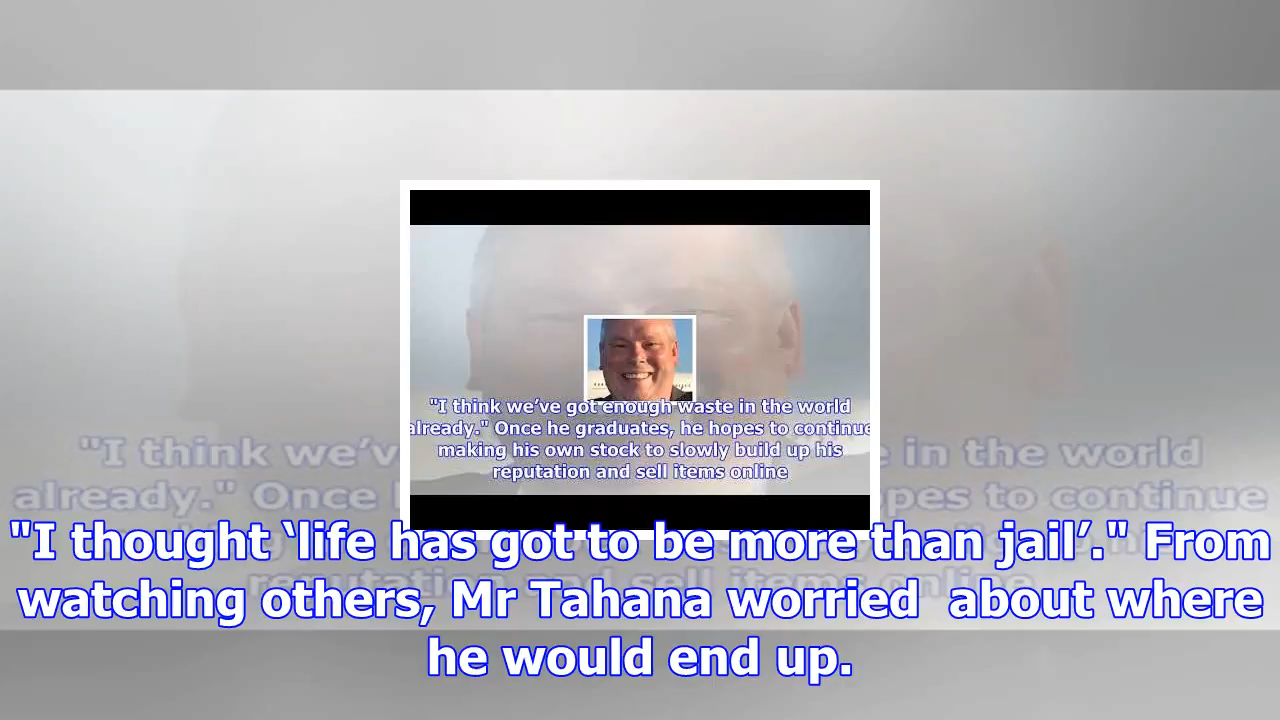 "I think we’ve got enough waste in the world
already." Once he graduates, he hopes to continue
making his own stock to slowly build up his
reputation and sell items online
"I thought ‘life has got to be more than jail’." From
watching others, Mr Tahana worried  about where
he would end up.